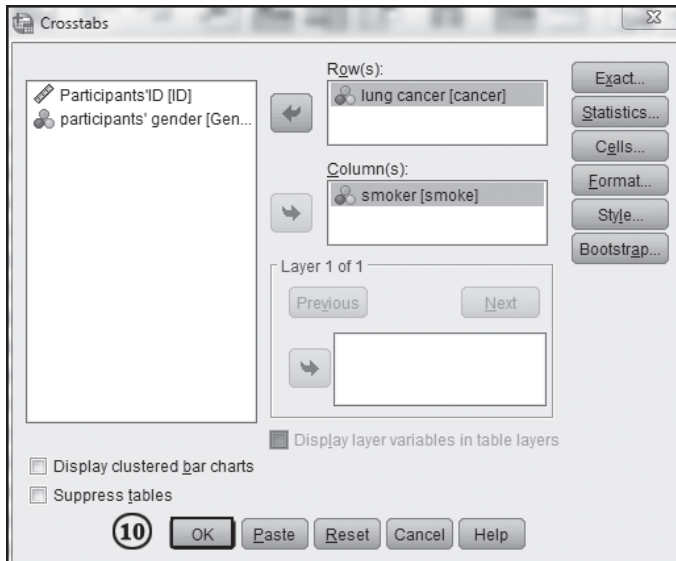 Crosstabs
Participants'ID [ID]
participants' gender [Gen...
Row(s):
lung cancer [cancer]
Column(s):
smoker [smoke]
Layer 1 of 1
Previous
Next
Display layer variables in table layers
Exact...
Statistics...
Cells...
Format...
Style...
Bootstrap...
Display clustered bar charts
Suppress tables
10
OK
Paste
Reset
Cancel
Help